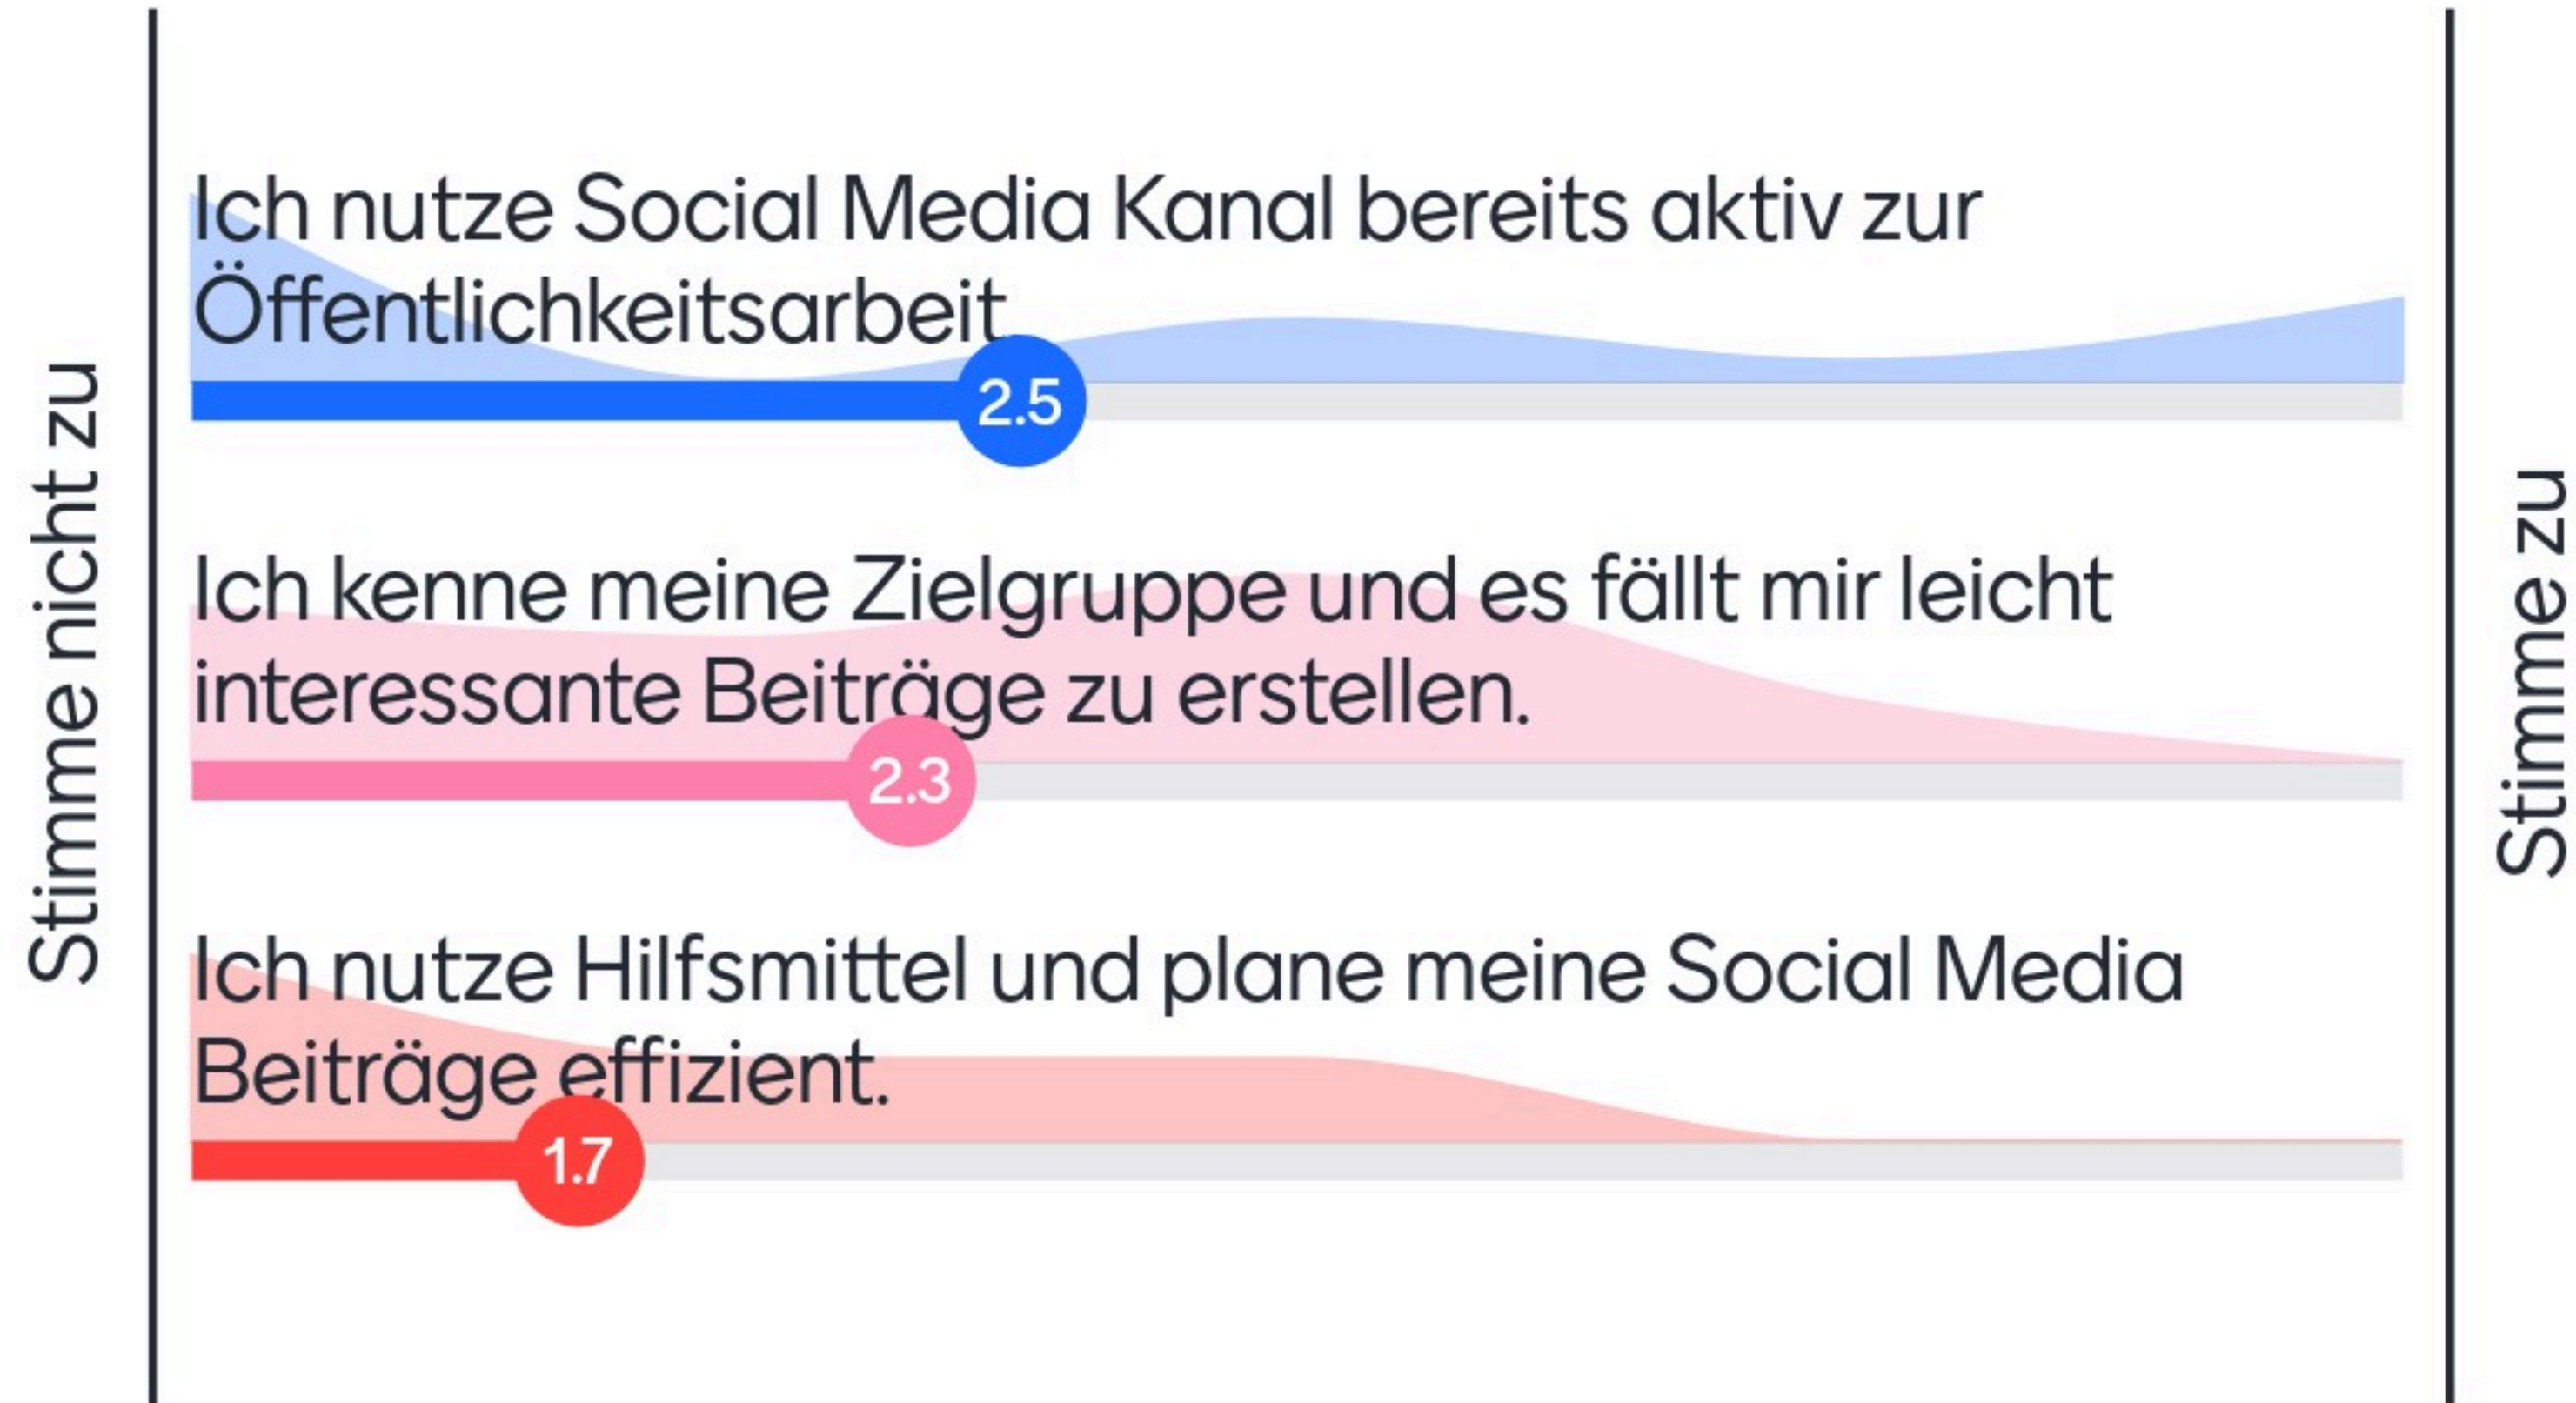 Stimme nicht zu
Ich nutze Social Media Kanal bereits aktiv zur
Öffentlichkeitsarbeit
2.5
Ich kenne meine Zielgruppe und es fällt mir leicht
interessante Beiträge zu erstellen.
2.3
Ich nutze Hilfsmittel und plane meine Social Media
Beiträge effizient.
1.7
Stimme zu